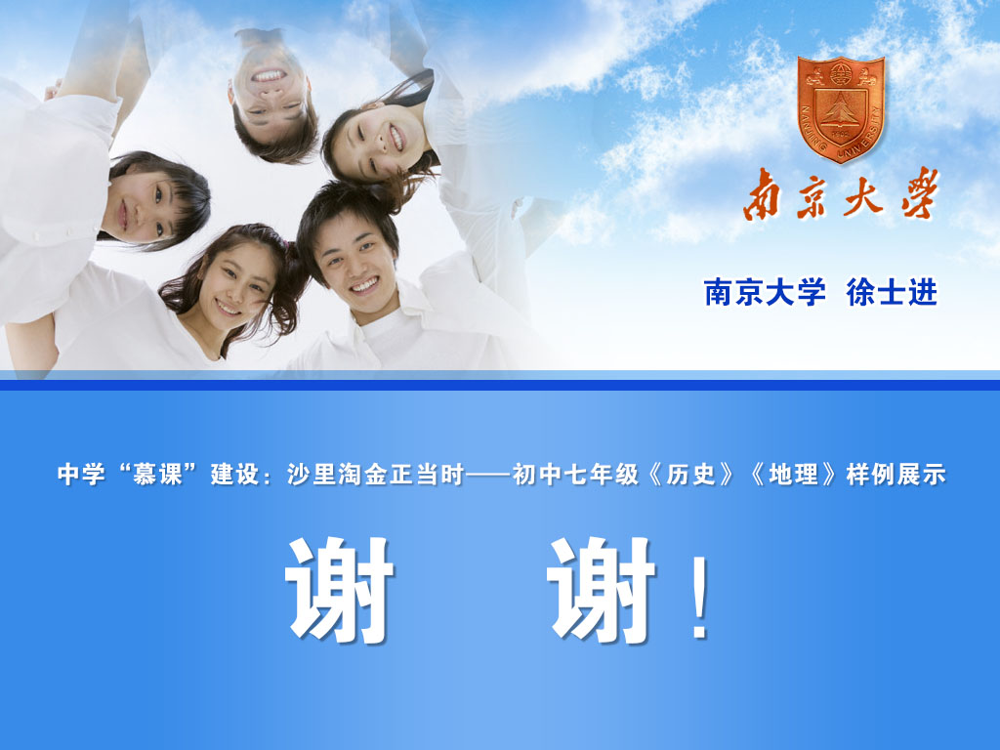 NANJING UNIVERSITY
南京大学
南京大学 徐士进
中学“慕课”建设：沙里淘金正当时——初中七年级《历史》《地理》样例展示
谢 谢！